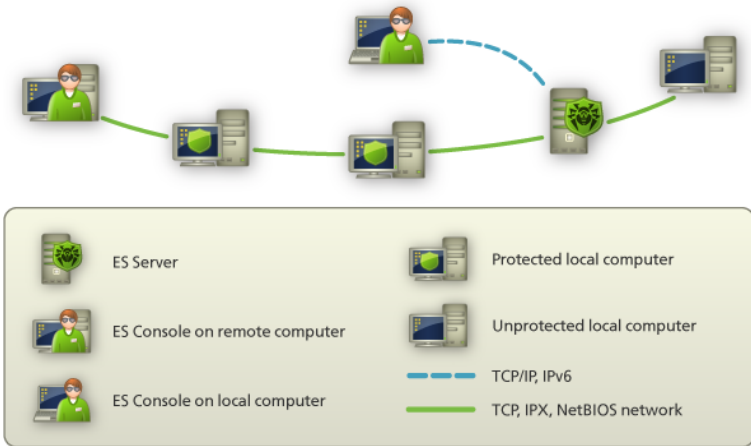 ES Server
ES Console on remote computer
ES Console on local computer
Protected local computer
Unprotected local computer
TCP/IP, IPv6
TCP, IPX, NetBIOS network